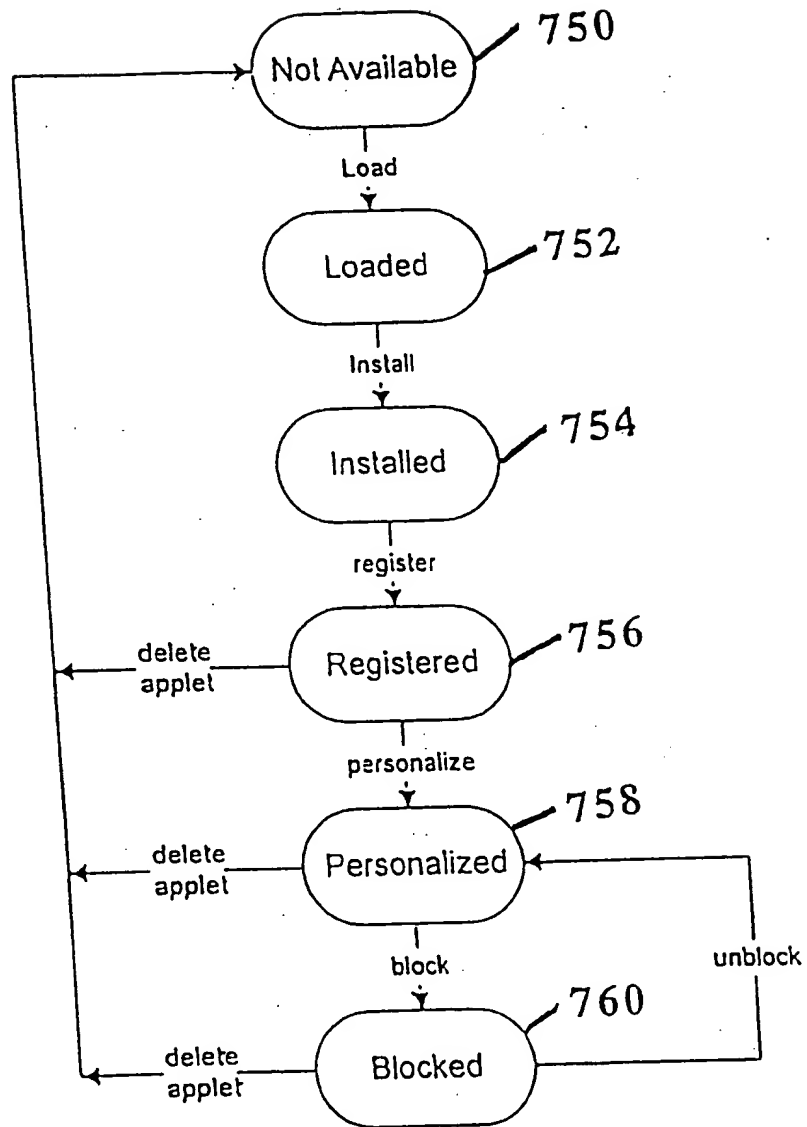 750
Not Available
Load
752
Loaded
Install
754
Installed
register
756
Registered
delete
applet
personalize
758
Personalized
delete
applet
block
unblock
760
Blocked
delete
applet